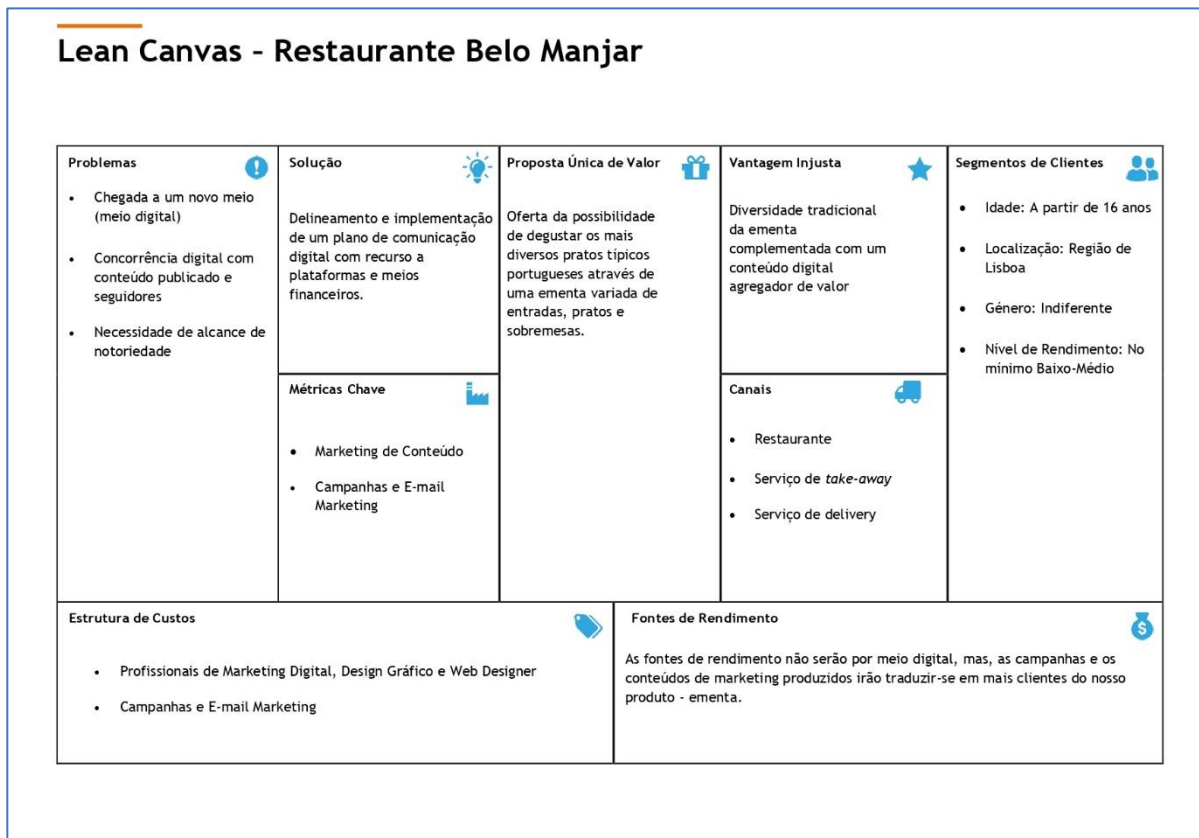 Lean Canvas – Restaurante Belo Manjar
Problemas
• Chegada a um novo meio
(meio digital)
• Concorrência digital com
conteúdo publicado e
seguidores
• Necessidade de alcance de
notoriedade
Solução
Delineamento e implementação
de um plano de comunicação
digital com recurso a
plataformas e meios
financeiros.
Métricas Chave
• Marketing de Conteúdo
• Campanhas e E-mail
Marketing
Proposta Única de Valor
Oferta da possibilidade
de degustar os mais
diversos pratos típicos
portugueses através de
uma ementa variada de
entradas, pratos e
sobremesas.
Vantagem Injusta
Diversidade tradicional
da ementa
complementada com um
conteúdo digital
agregador de valor
Canais
• Restaurante
• Serviço de take-away
• Serviço de delivery
Segmentos de Clientes
• Idade: A partir de 16 anos
• Localização: Região de
Lisboa
• Género: Indiferente
• Nível de Rendimento: No
mínimo Baixo-Médio
Estrutura de Custos
• Profissionais de Marketing Digital, Design Gráfico e Web Designer
• Campanhas e E-mail Marketing
Fontes de Rendimento
As fontes de rendimento não serão por meio digital, mas, as campanhas e os
conteúdos de marketing produzidos irão traduzir-se em mais clientes do nosso
produto - ementa.